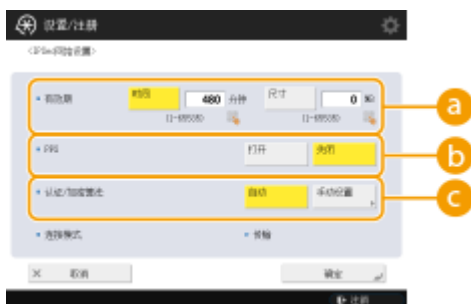 设置/注册
<IPSec网络设置>
• 有效期 时间 480 分钟 尺寸 0 MB
(1-65535) (1-65535)
a
• PFS 打开 关闭
b
• 认证/加密算法 自动 手动设置
c
• 连接模式 • 传输
× 取消 确定
注销